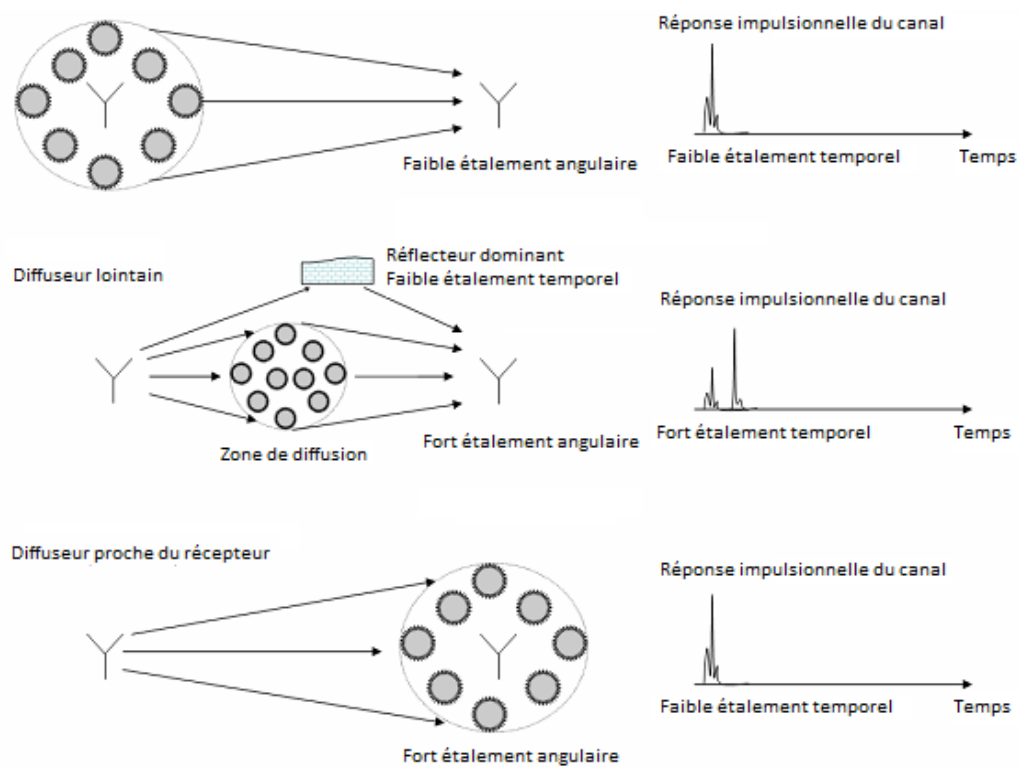 Réponse impulsionnelle du canal
Faible étalement angulaire
Faible étalement temporel
Temps
Diffuseur lointain
Réflecteur dominant
Faible étalement temporel
Réponse impulsionnelle du canal
Zone de diffusion
Fort étalement angulaire
Fort étalement temporel
Temps
Diffuseur proche du récepteur
Réponse impulsionnelle du canal
Fort étalement angulaire
Faible étalement temporel
Temps